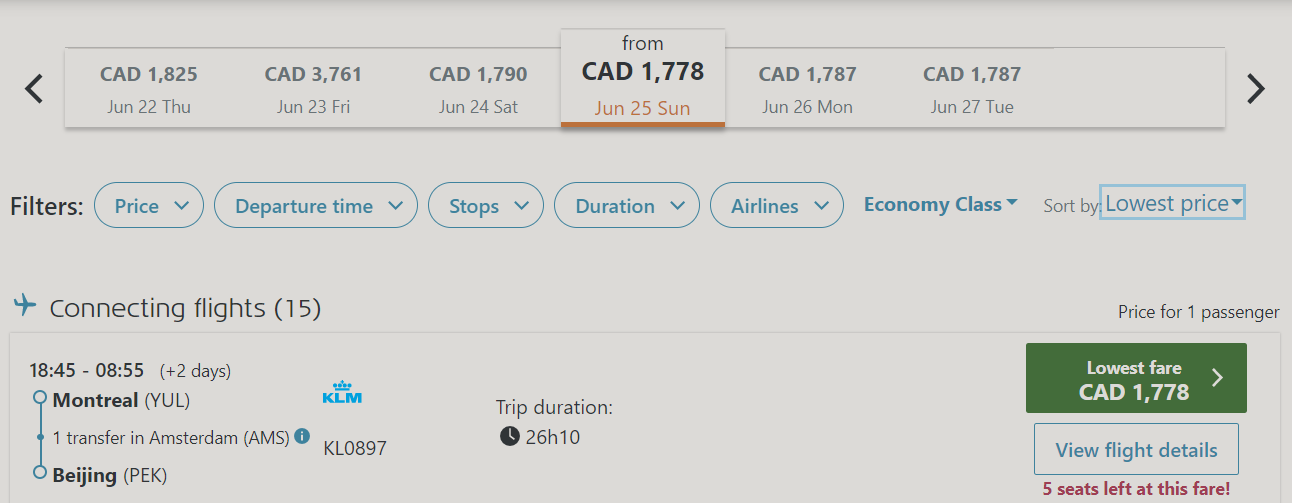 from
CAD 1,825 CAD 3,761 CAD 1,790 CAD 1,778 CAD 1,787 CAD 1,787
Jun 22 Thu Jun 23 Fri Jun 24 Sat Jun 25 Sun Jun 26 Mon Jun 27 Tue
Filters: Price Departure time Stops Duration Airlines Economy Class Sort by: Lowest price
Connecting flights (15)
Price for 1 passenger
18:45 - 08:55 (+2 days)
Montreal (YUL)
1 transfer in Amsterdam (AMS)
Beijing (PEK)
KLM
KL0897
Trip duration:
26h10
Lowest fare
CAD 1,778
View flight details
5 seats left at this fare!